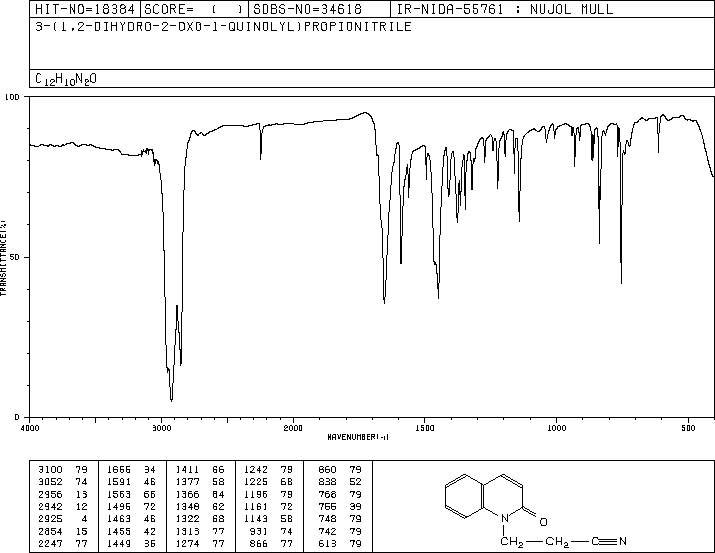 HIT-NO=18384 SCORE= ( ) SDBS-NO=34618 IR-NIDA-55761 : NUJOL MULL
3-(1,2-DIHYDRO-2-OXO-1-QUINOLYL)PROPIONITRILE
C12H10N2O
100
50
0
TRANSMITTANCE(%)
4000 3000 2000 1500 1000 500
WAVENUMBER(-1)
3100 79 1656 34 1411 66 1242 79 860 79
3052 74 1591 46 1377 58 1225 68 838 52
2956 13 1563 66 1366 64 1196 79 766 79
2942 12 1496 72 1348 62 1161 72 755 39
2925 4 1463 46 1322 68 1143 58 748 79
2854 15 1455 42 1313 77 931 74 742 79
2247 77 1449 36 1274 77 866 77 613 79
O
N
CH2 CH2 C≡N